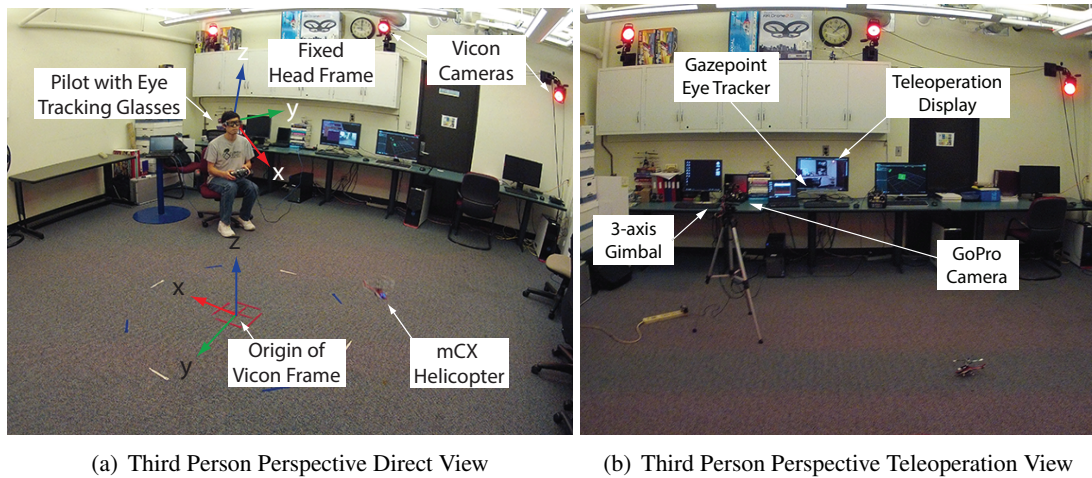 Pilot with Eye
Tracking Glasses
Fixed
Head Frame
Vicon
Cameras
z
y
x
z
x
y
Origin of
Vicon Frame
mCX
Helicopter
(a) Third Person Perspective Direct View
Gazepoint
Eye Tracker
Teleoperation
Display
3-axis
Gimbal
GoPro
Camera
(b) Third Person Perspective Teleoperation View